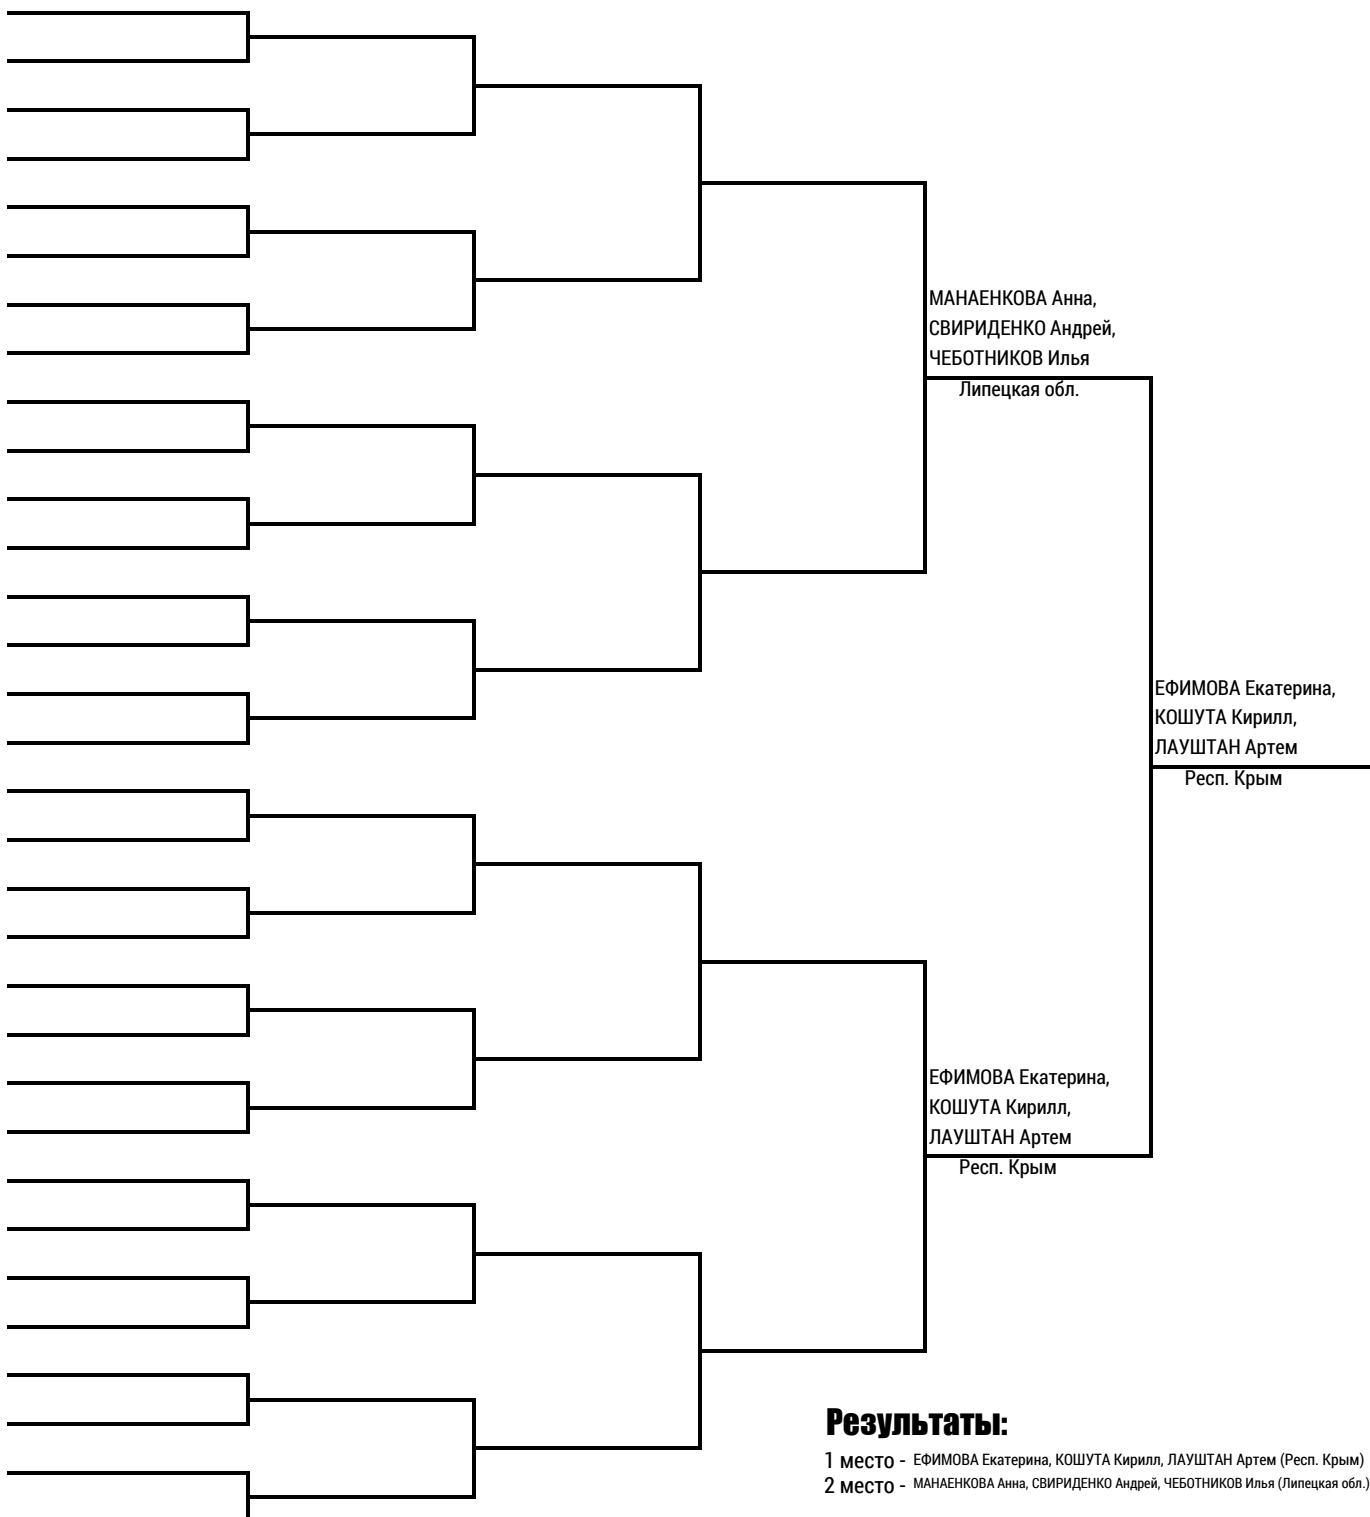 МАНАЕНКОВА Анна,
СВИРИДЕНКО Андрей,
ЧЕБОТНИКОВ Илья
Липецкая обл.
ЕФИМОВА Екатерина,
КОШУТА Кирилл,
ЛАУШТАН Артем
Респ. Крым
ЕФИМОВА Екатерина,
КОШУТА Кирилл,
ЛАУШТАН Артем
Респ. Крым
Результаты:
1 место - ЕФИМОВА Екатерина, КОШУТА Кирилл, ЛАУШТАН Артем (Респ. Крым)
2 место - МАНАЕНКОВА Анна, СВИРИДЕНКО Андрей, ЧЕБОТНИКОВ Илья (Липецкая обл.)